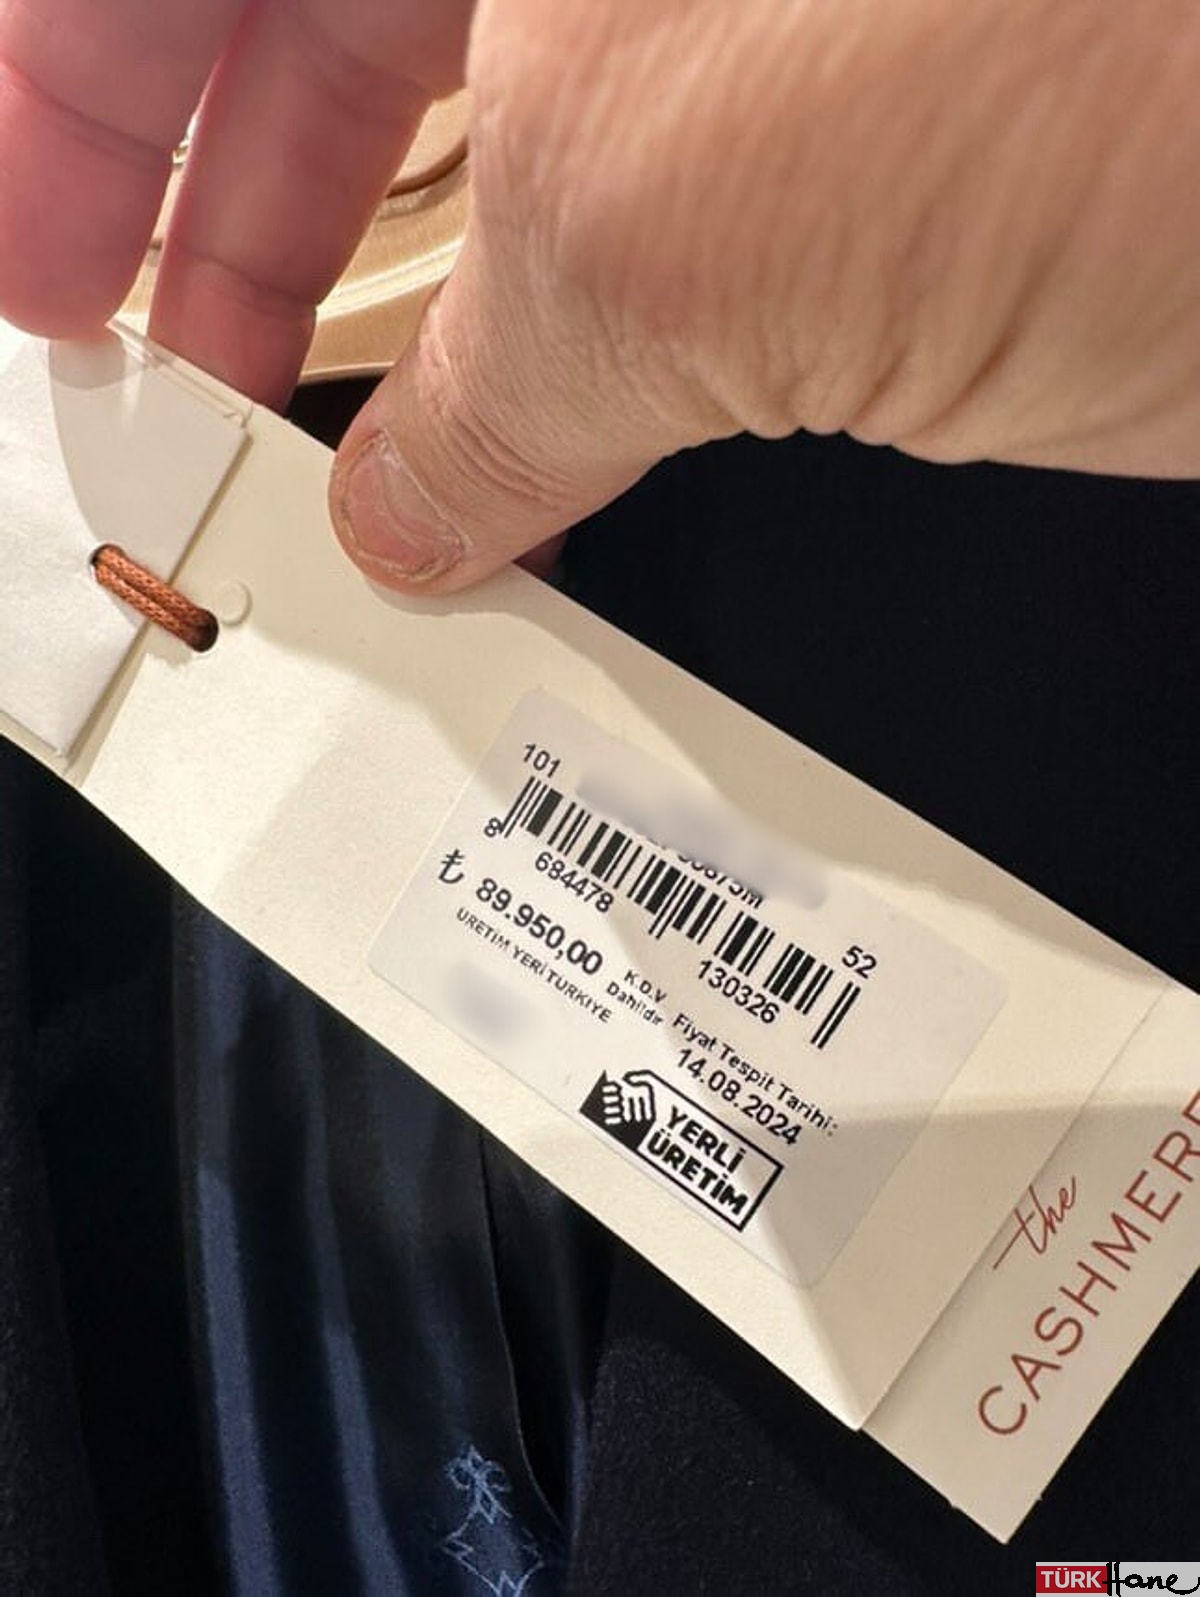 101
52
8
684478
130326
₺ 89.950,00
K.D.V
Dahildir
ÜRETİM YERİ TÜRKİYE
Fiyat Tespit Tarihi:
14.08.2024
YERLİ
ÜRETİM
the
CASHMERE
TÜRK Hane